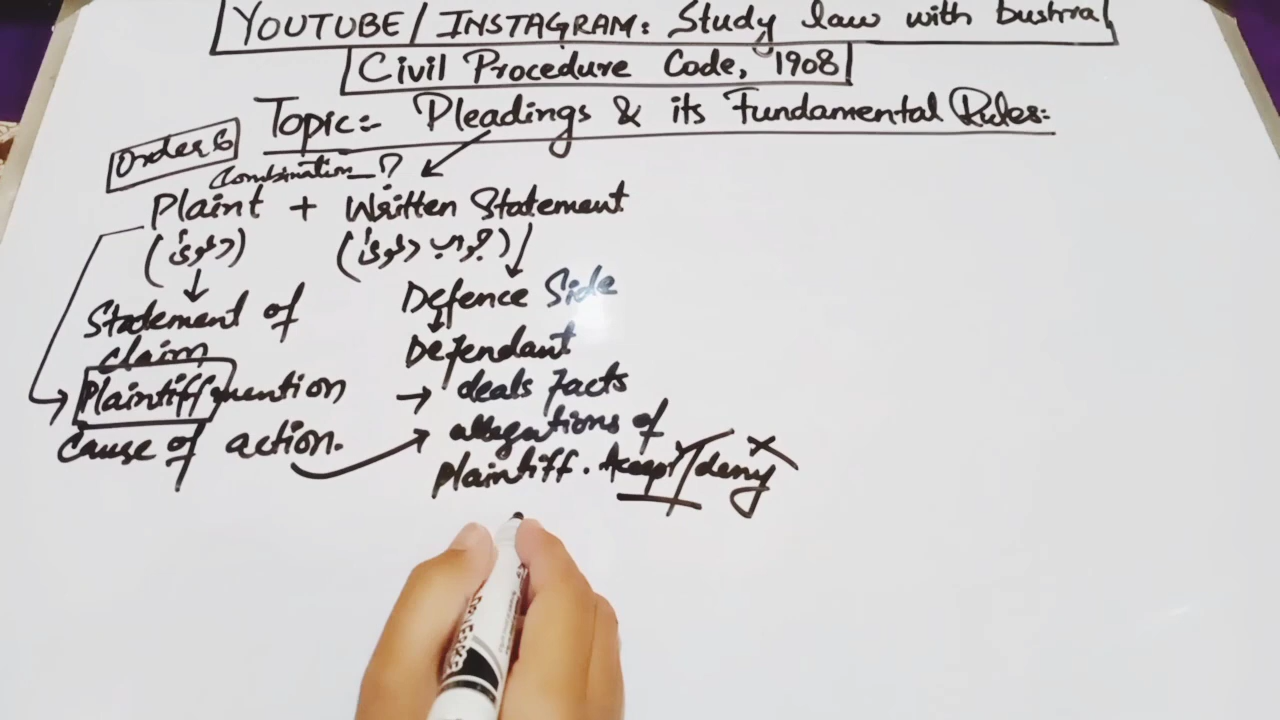 YOUTUBE/INSTAGRAM: Study law with bushra
Civil Procedure Code, 1908
Topic:- Pleadings & its Fundamental Rules:-
Order 6
Combination
Plaint + Written Statement
(دعویٰ) (جواب دعویٰ)
Statement of claim
Plaintiff mention
cause of action.
Defence Side
Defendant
→ deals facts
allegations of
plaintiff. Accept/deny